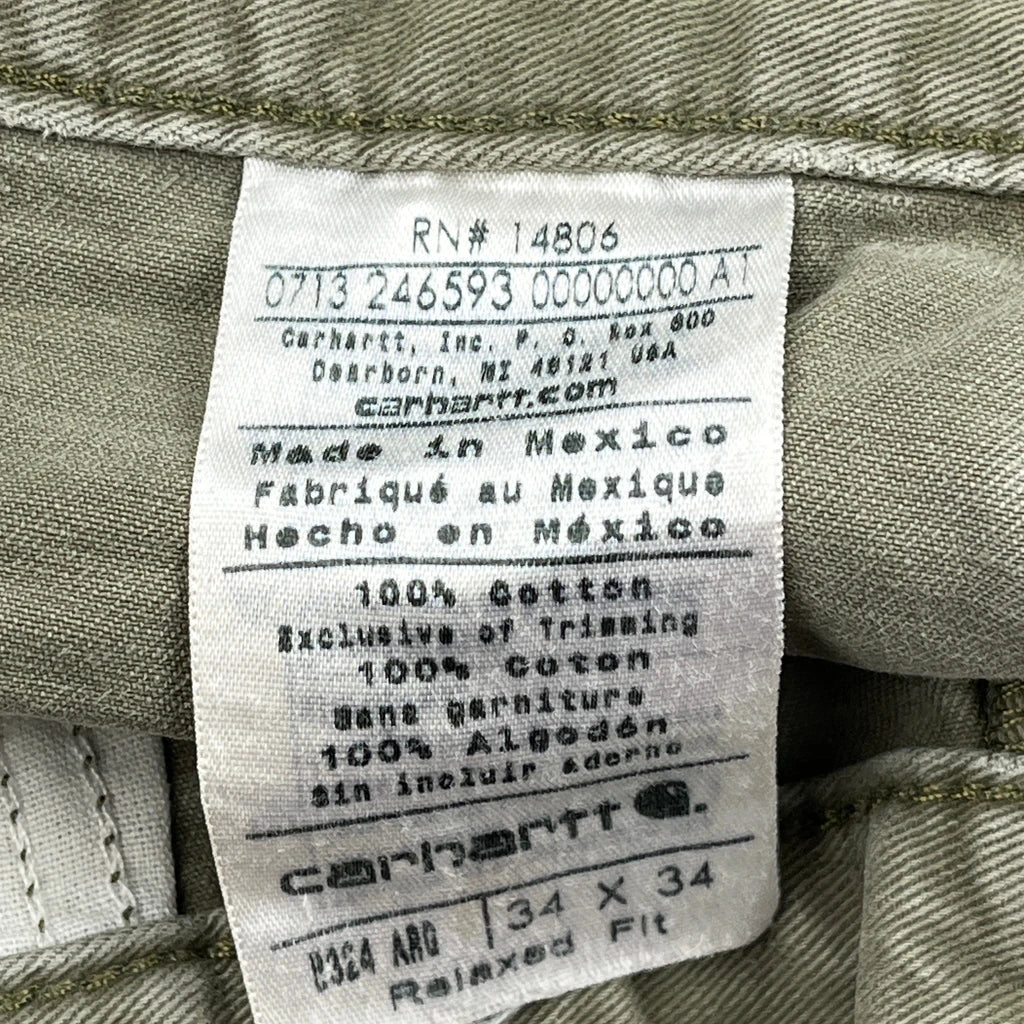 RN# 14806
0713 246593 00000000 A1
Carhartt, Inc. P. O. Box 600
Dearborn, MI 48121 USA
carhartt.com
Made in Mexico
Fabriqué au Mexique
Hecho en México
100% Cotton
Exclusive of Trimming
100% Coton
Sans garniture
100% Algodón
Sin incluir adorno
carhartt
B324 ARG 34 X 34
Relaxed Fit